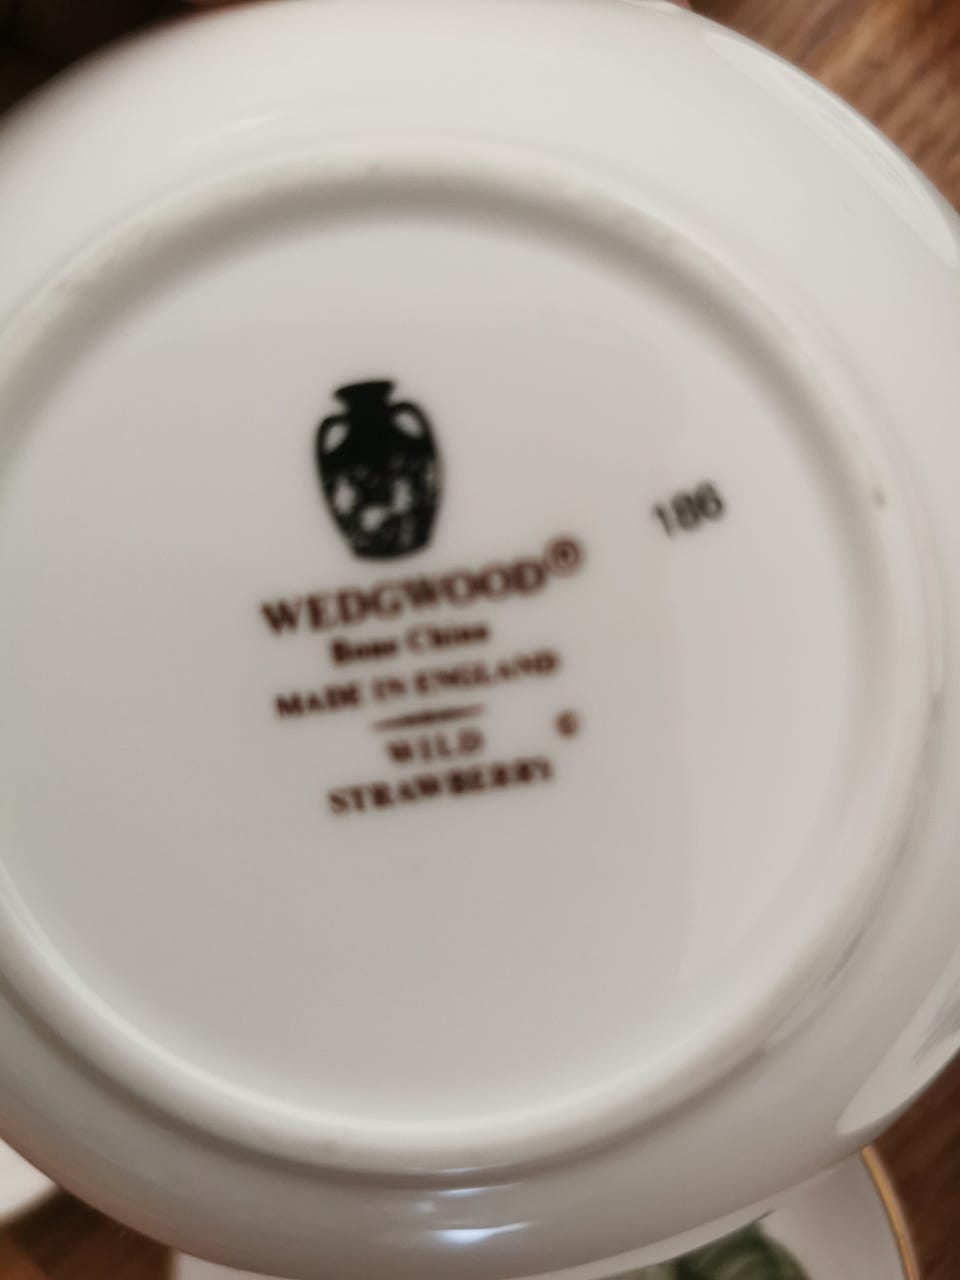 186
WEDGWOOD®
Bone China
MADE IN ENGLAND
WILD ©
STRAWBERRY